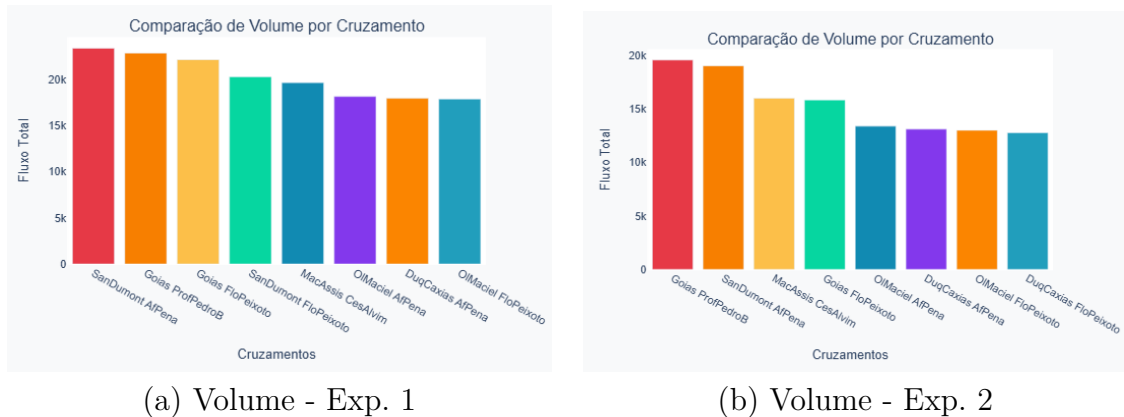 Comparação de Volume por Cruzamento
Fluxo Total
20k
15k
10k
5k
0
SanDumont AfPena
Goias ProfPedroB
Goias FloPeixoto
SanDumont FloPeixoto
MacAssis CesAlvim
OlMaciel AfPena
DuqCaxias AfPena
OlMaciel FloPeixoto
Cruzamentos
(a) Volume - Exp. 1
Comparação de Volume por Cruzamento
Fluxo Total
20k
15k
10k
5k
0
Goias ProfPedroB
SanDumont AfPena
MacAssis CesAlvim
Goias FloPeixoto
OlMaciel AfPena
DuqCaxias AfPena
OlMaciel FloPeixoto
DuqCaxias FloPeixoto
Cruzamentos
(b) Volume - Exp. 2